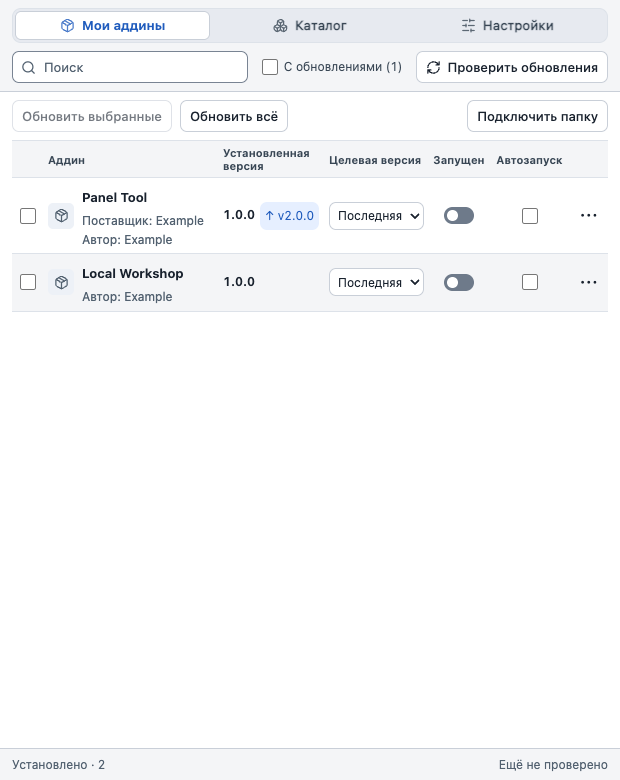 Мои аддины
Каталог
Настройки
Поиск
С обновлениями (1)
Проверить обновления
Обновить выбранные
Обновить всё
Подключить папку
Аддин
Установленная
версия
Целевая версия
Запущен
Автозапуск
Panel Tool
Поставщик: Example
Автор: Example
1.0.0
↑ v2.0.0
Последняя
Local Workshop
Автор: Example
1.0.0
Последняя
Установлено · 2
Ещё не проверено